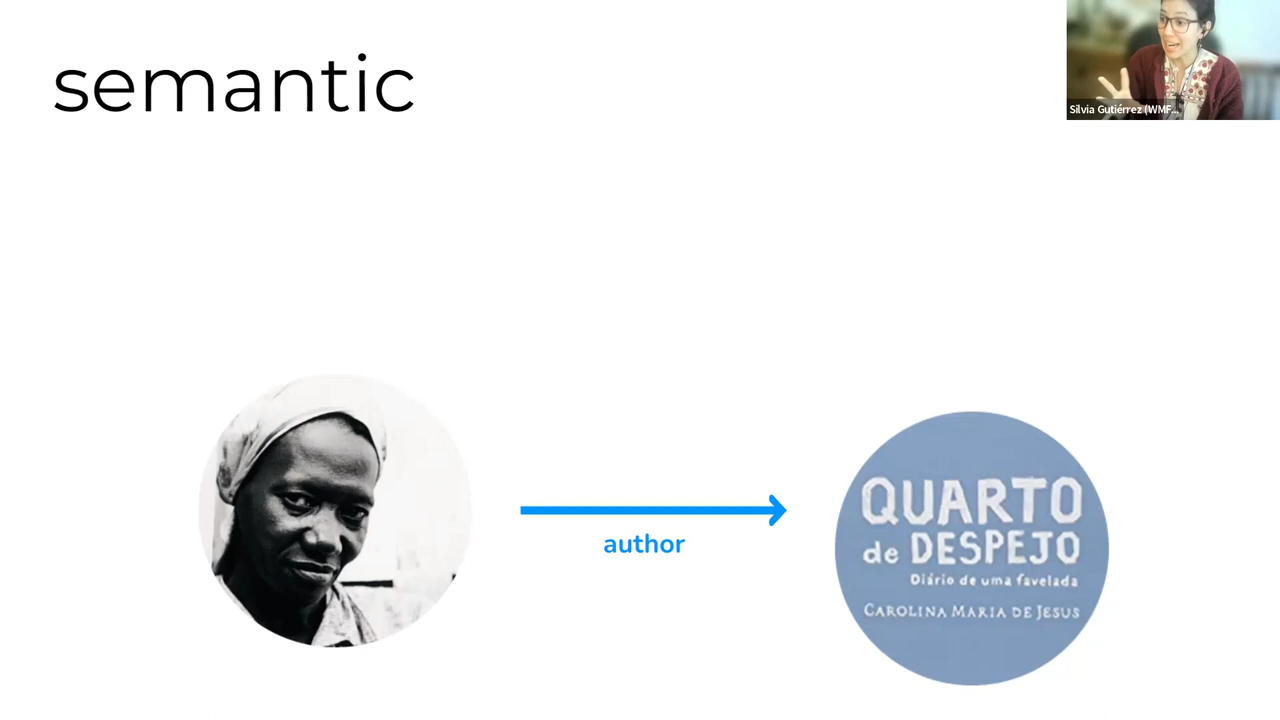 semantic
Silvia Gutiérrez (WMF...
author
QUARTO
de DESPEJO
Diário de uma favelada
CAROLINA MARIA DE JESUS